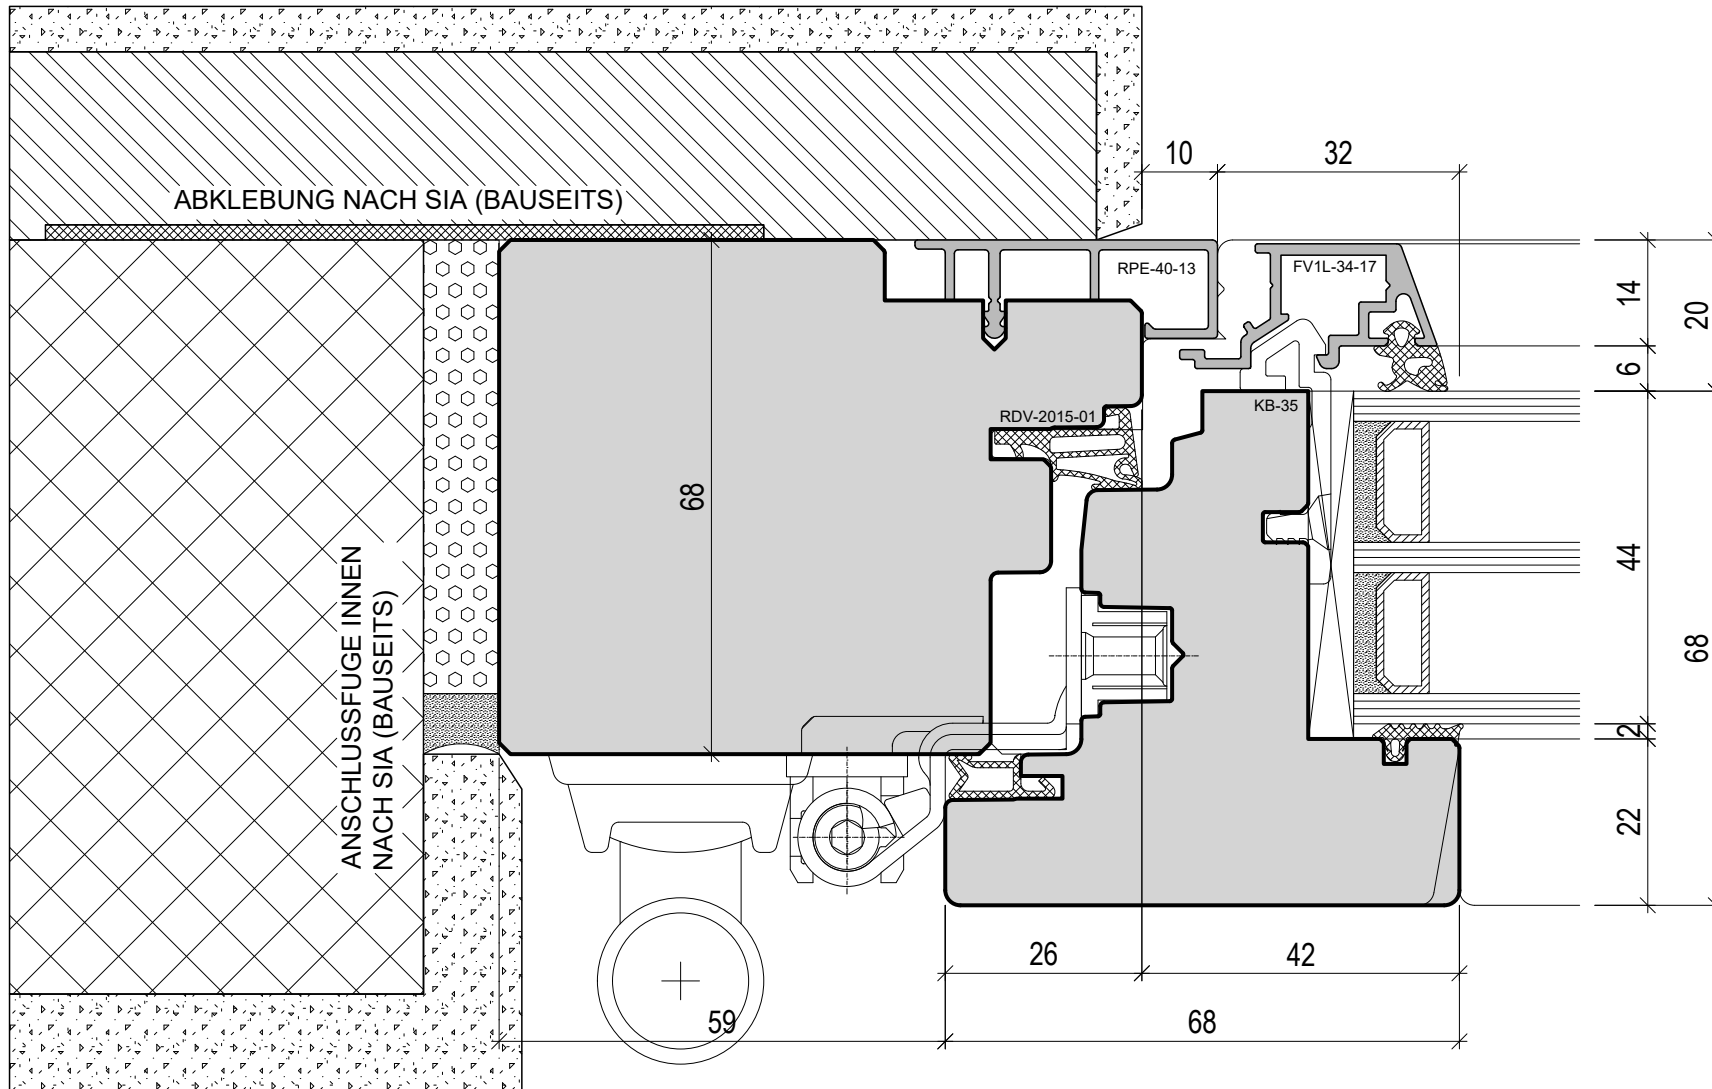 10
32
ABKLEBUNG NACH SIA (BAUSEITS)
RPE-40-13
FV1L-34-17
14
20
6
KB-35
RDV-2015-01
68
44
ANSCHLUSSFUGE INNEN
NACH SIA (BAUSEITS)
68
2
22
26
42
59
68